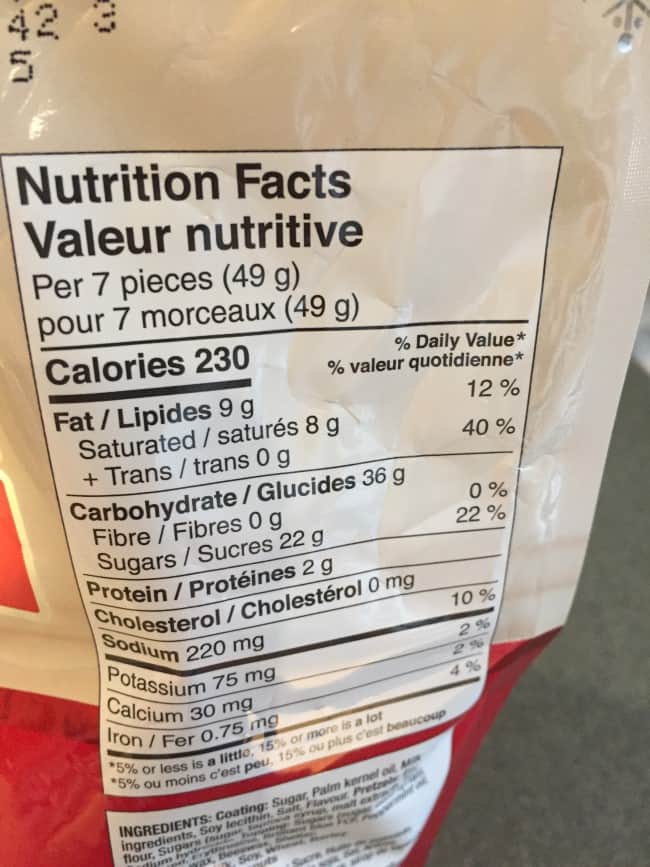 Nutrition Facts
Valeur nutritive
Per 7 pieces (49 g)
pour 7 morceaux (49 g)
% Daily Value*
Calories 230
% valeur quotidienne*
Fat / Lipides 9 g 12 %
Saturated / saturés 8 g 40 %
+ Trans / trans 0 g
Carbohydrate / Glucides 36 g
Fibre / Fibres 0 g 0 %
Sugars / Sucres 22 g 22 %
Protein / Protéines 2 g
Cholesterol / Cholestérol 0 mg
Sodium 220 mg 10 %
Potassium 75 mg 2 %
Calcium 30 mg 2 %
Iron / Fer 0.75 mg 4 %
*5% or less is a little, 15% or more is a lot
*5% ou moins c'est peu, 15% ou plus c'est beaucoup
INGREDIENTS: Coating: Sugar, Palm kernel oil, Milk
ingredients, Soy lecithin, Salt, Flavour. Pretzels:
flour, Sugars